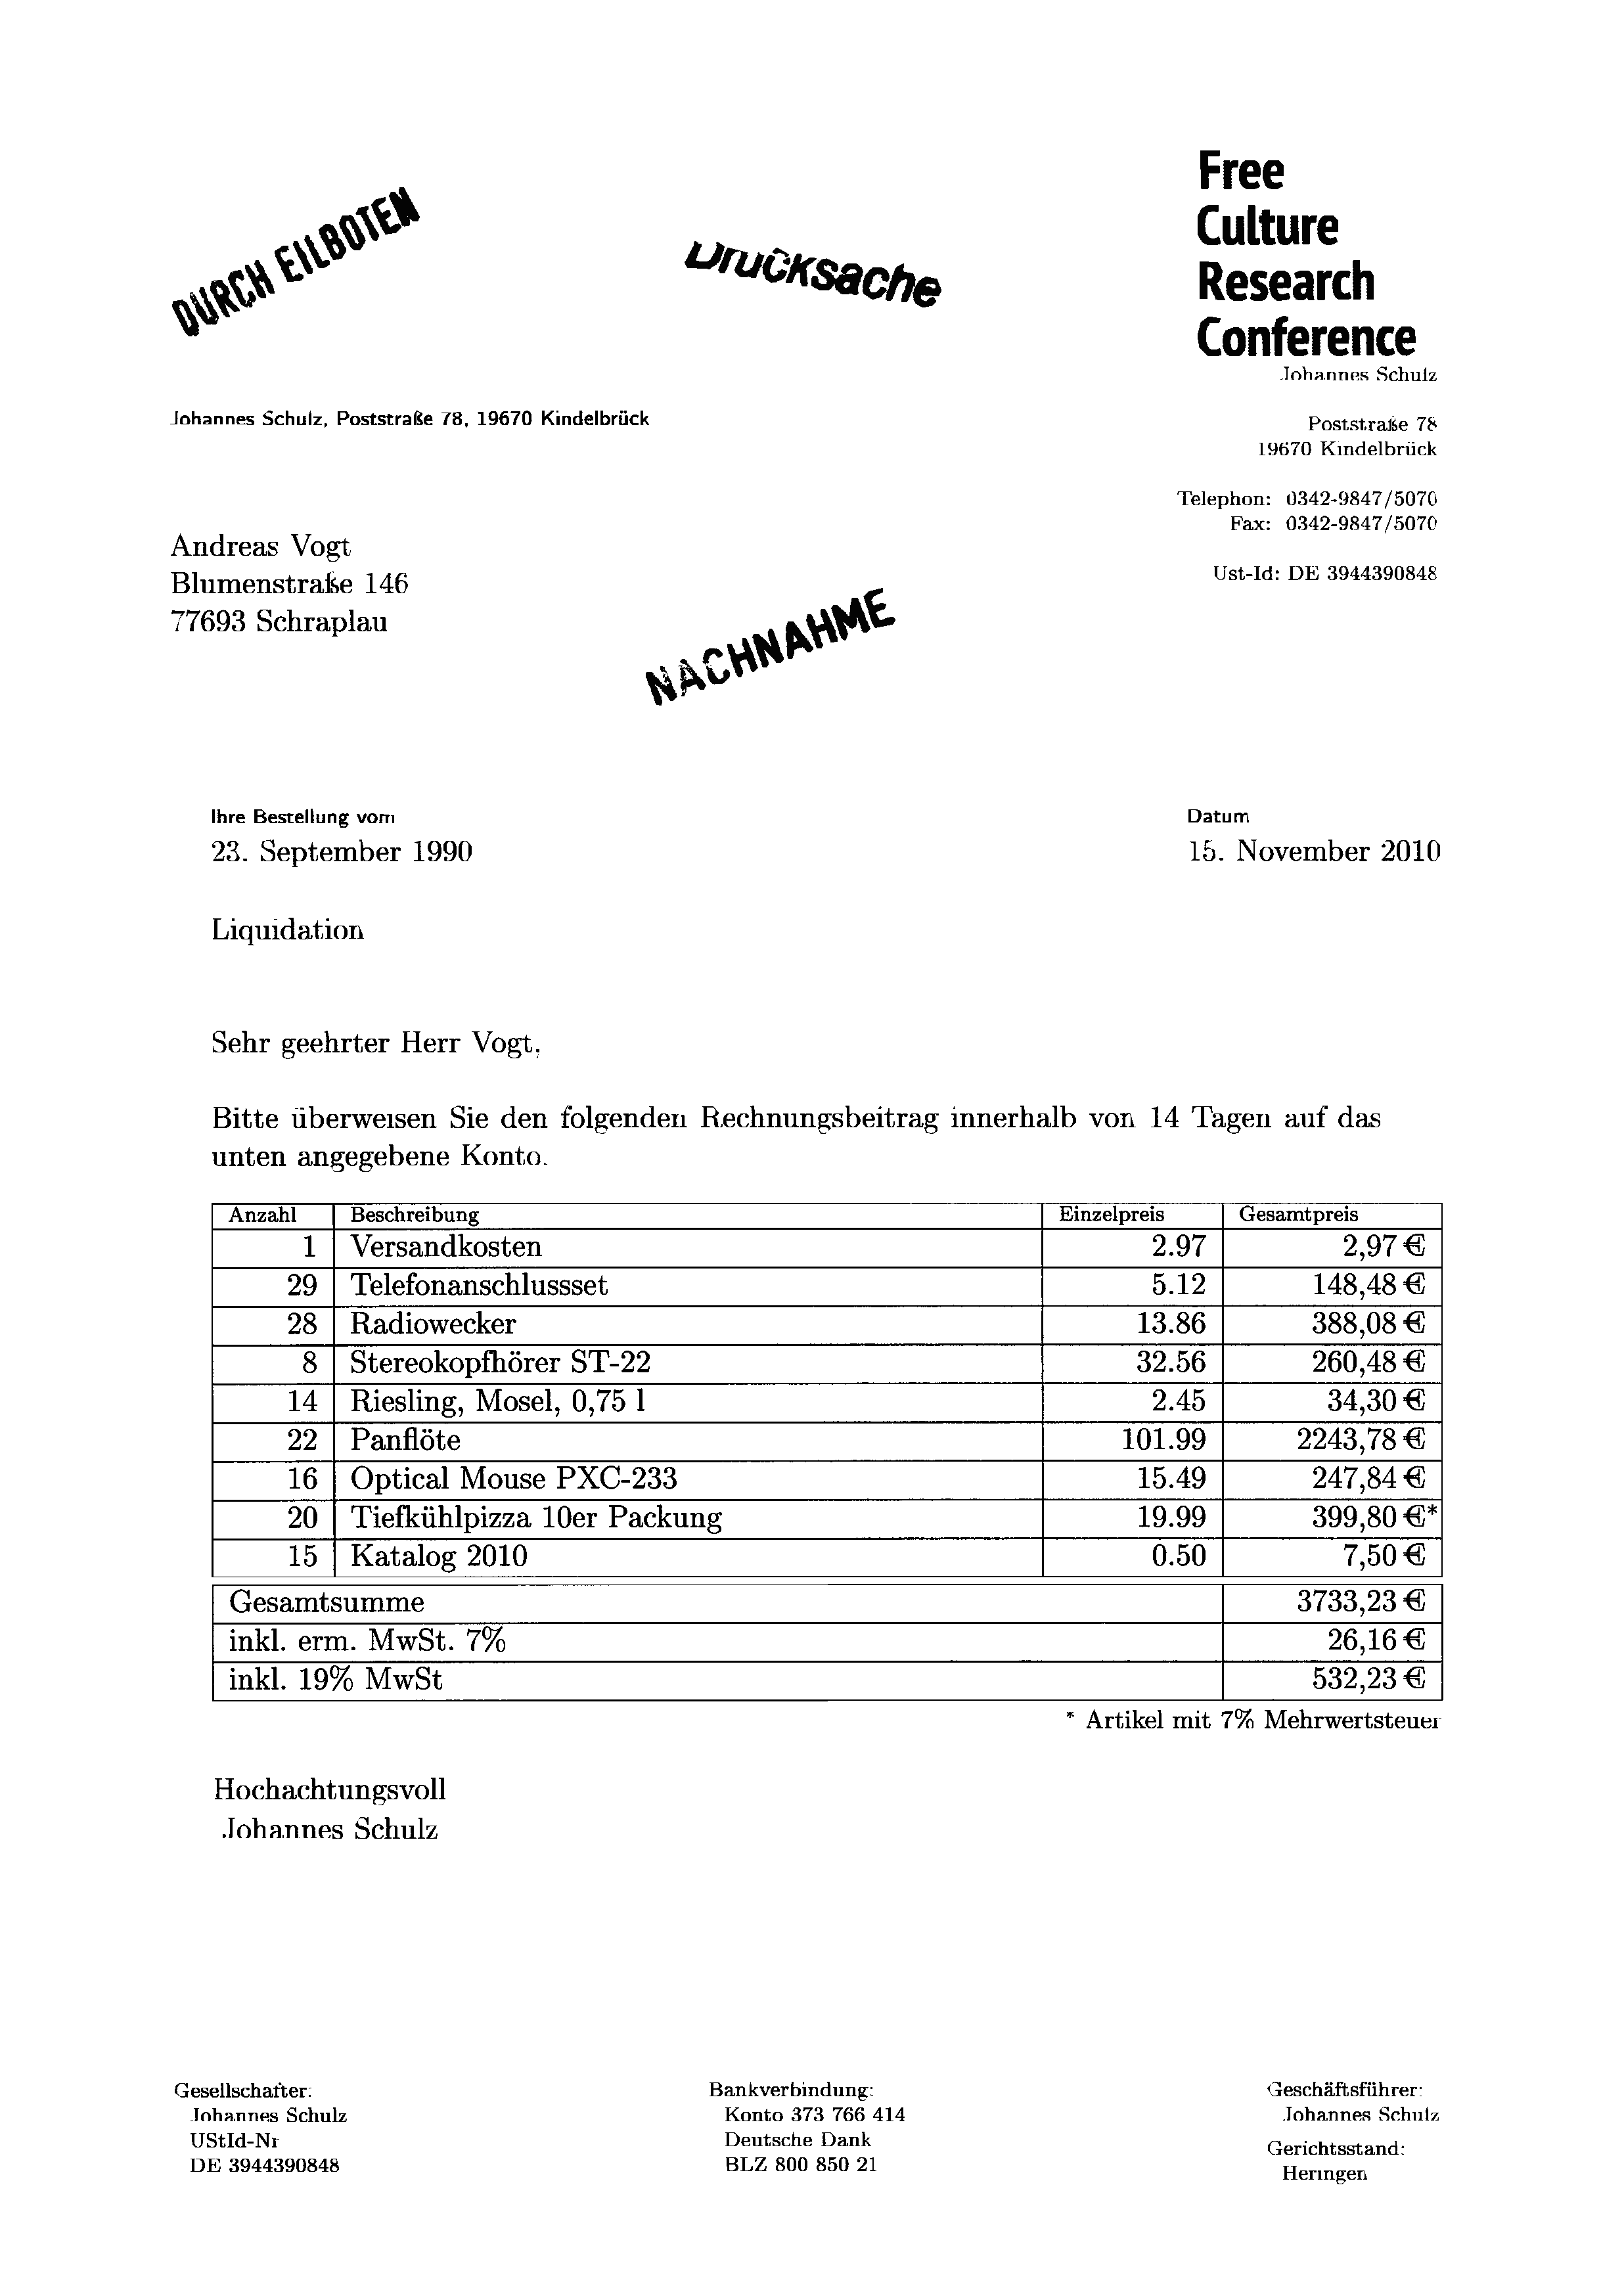 Free
Culture
Research
Conference
DURCH EILBOTEN
Drucksache
Johannes Schulz
Johannes Schulz, Poststraße 78, 19670 Kindelbrück
Poststraße 78
19670 Kindelbrück
Telephon: 0342-9847/5070
Fax: 0342-9847/5070
Ust-Id: DE 3944390848
Andreas Vogt
Blumenstraße 146
77693 Schraplau
NACHNAHME
Ihre Bestellung vom Datum
23. September 1990 15. November 2010
Liquidation
Sehr geehrter Herr Vogt,
Bitte überweisen Sie den folgenden Rechnungsbeitrag innerhalb von 14 Tagen auf das
unten angegebene Konto.
Anzahl Beschreibung Einzelpreis Gesamtpreis
1 Versandkosten 2.97 2,97 €
29 Telefonanschlussset 5.12 148,48 €
28 Radiowecker 13.86 388,08 €
8 Stereokopfhörer ST-22 32.56 260,48 €
14 Riesling, Mosel, 0,75 l 2.45 34,30 €
22 Panflöte 101.99 2243,78 €
16 Optical Mouse PXC-233 15.49 247,84 €
20 Tiefkühlpizza 10er Packung 19.99 399,80 €*
15 Katalog 2010 0.50 7,50 €
Gesamtsumme 3733,23 €
inkl. erm. MwSt. 7% 26,16 €
inkl. 19% MwSt 532,23 €
* Artikel mit 7% Mehrwertsteuer
Hochachtungsvoll
Johannes Schulz
Gesellschafter:
Johannes Schulz
UStId-Nr
DE 3944390848
Bankverbindung:
Konto 373 766 414
Deutsche Dank
BLZ 800 850 21
Geschäftsführer:
Johannes Schulz
Gerichtsstand:
Heringen